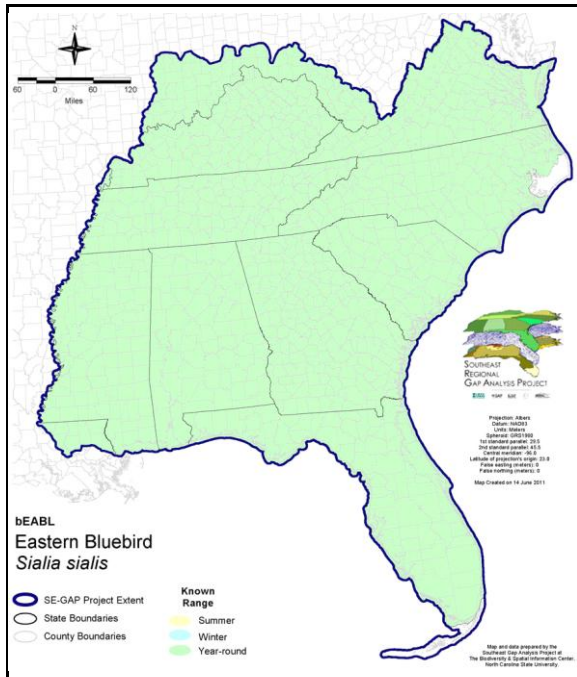 N
60 0 60 120
Miles
SOUTHEAST
REGIONAL
GAP ANALYSIS PROJECT
Projection: Albers
Datum: NAD83
Units: Meters
Spheroid: GRS1980
1st standard parallel: 29.5
2nd standard parallel: 45.5
Central meridian: -96.0
Latitude of projection's origin: 23.0
False easting (meters): 0
False northing (meters): 0
Map Created on 14 June 2011
bEABL
Eastern Bluebird
Sialia sialis
SE-GAP Project Extent
State Boundaries
County Boundaries
Known
Range
Summer
Winter
Year-round
Map and data prepared by the
Southeast Gap Analysis Project at
The Biodiversity & Spatial Information Center,
North Carolina State University.